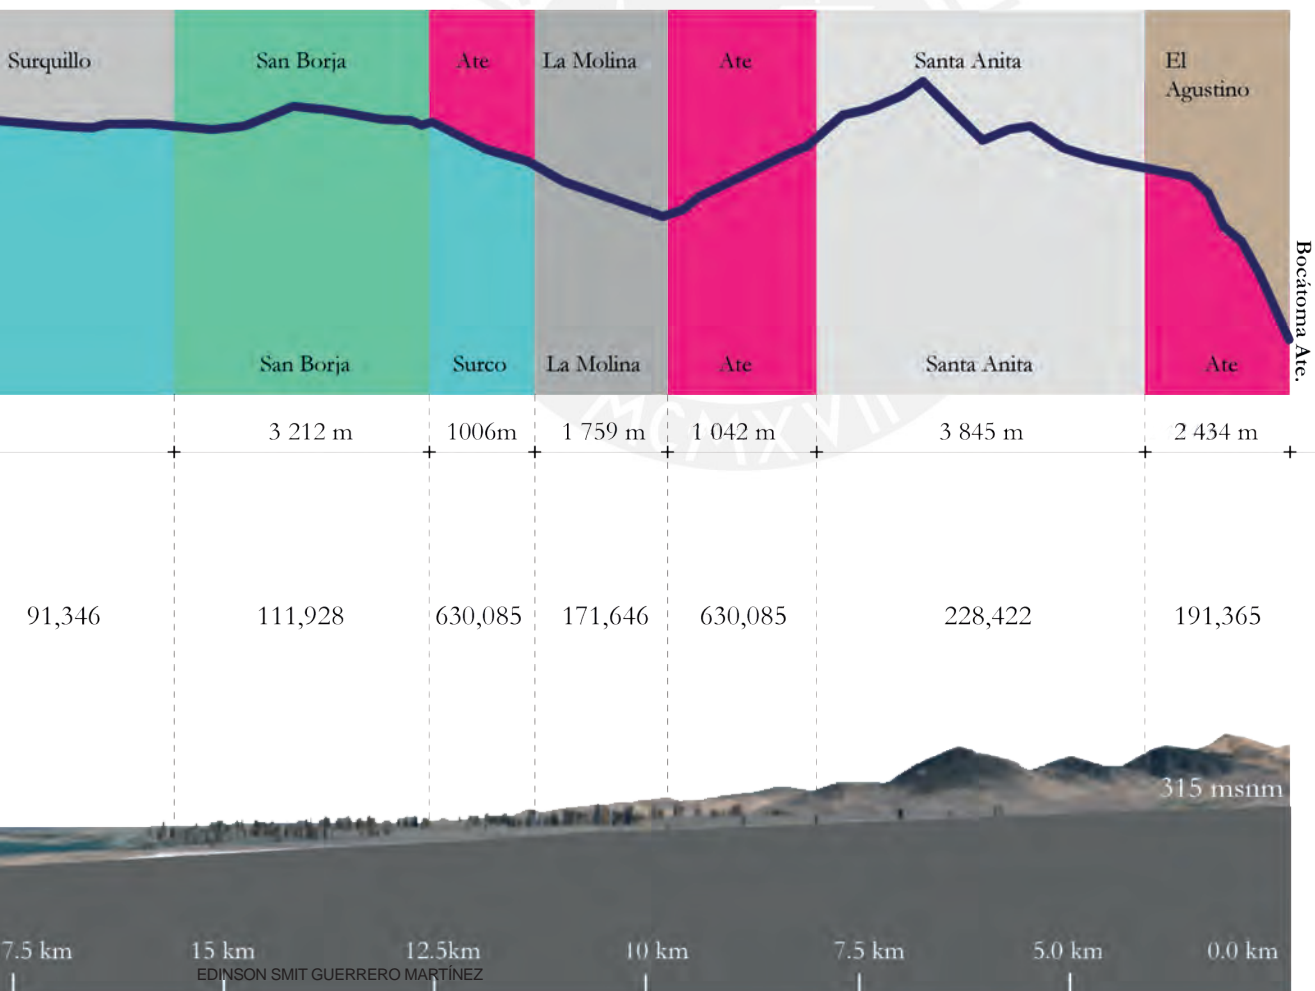 Surquillo
San Borja
Ate
La Molina
Ate
Santa Anita
El
Agustino
Bocátoma Ate.
San Borja
Surco
La Molina
Ate
Santa Anita
Ate
MCMXVII
3 212 m
1006m
1 759 m
1 042 m
3 845 m
2 434 m
91,346
111,928
630,085
171,646
630,085
228,422
191,365
315 msnm
7.5 km
15 km
12.5km
10 km
7.5 km
5.0 km
0.0 km
EDINSON SMIT GUERRERO MARTÍNEZ